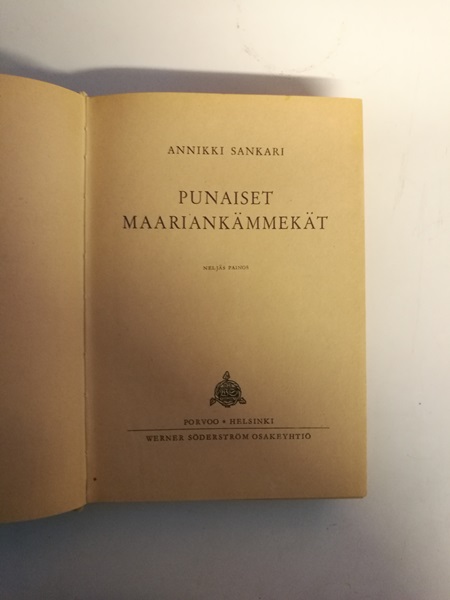 ANNIKKI SANKARI
PUNAISET
MAARIANKÄMMEKÄT
NELJÄS PAINOS
PORVOO • HELSINKI
WERNER SÖDERSTRÖM OSAKEYHTIÖ